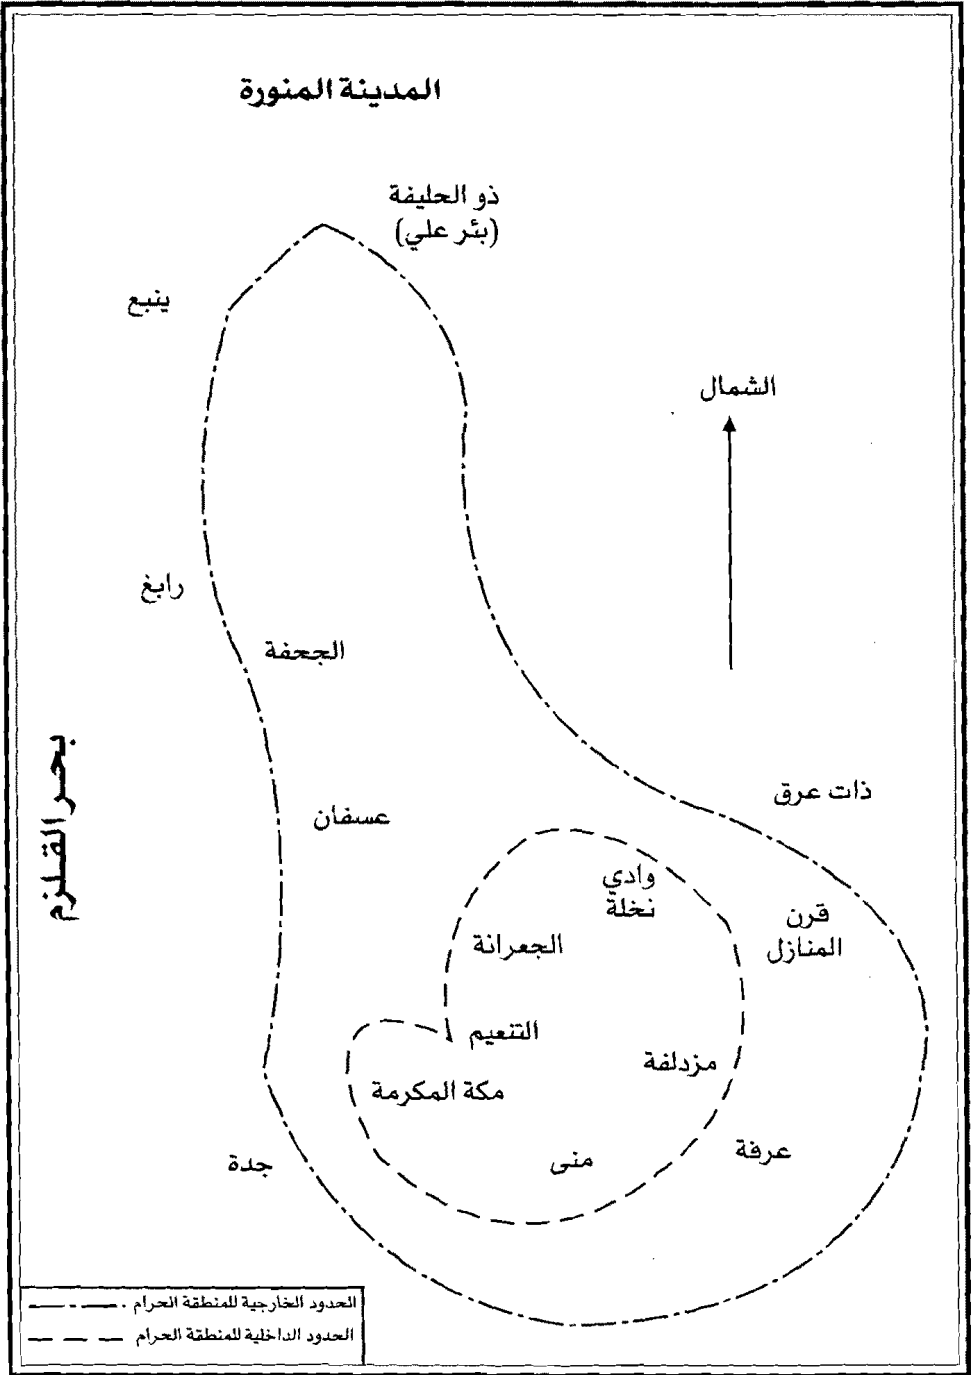 المدينة المنورة
ذو الحليفة
(بئر علي)
ينبع
الشمال
رابغ
الجحفة
بحر القلزم
ذات عرق
عسفان
وادي
نخلة
قرن
المنازل
الجعرانة
التنعيم
مزدلفة
مكة المكرمة
عرفة
منى
جدة
الحدود الخارجية للمنطقة الحرام
الحدود الداخلية للمنطقة الحرام